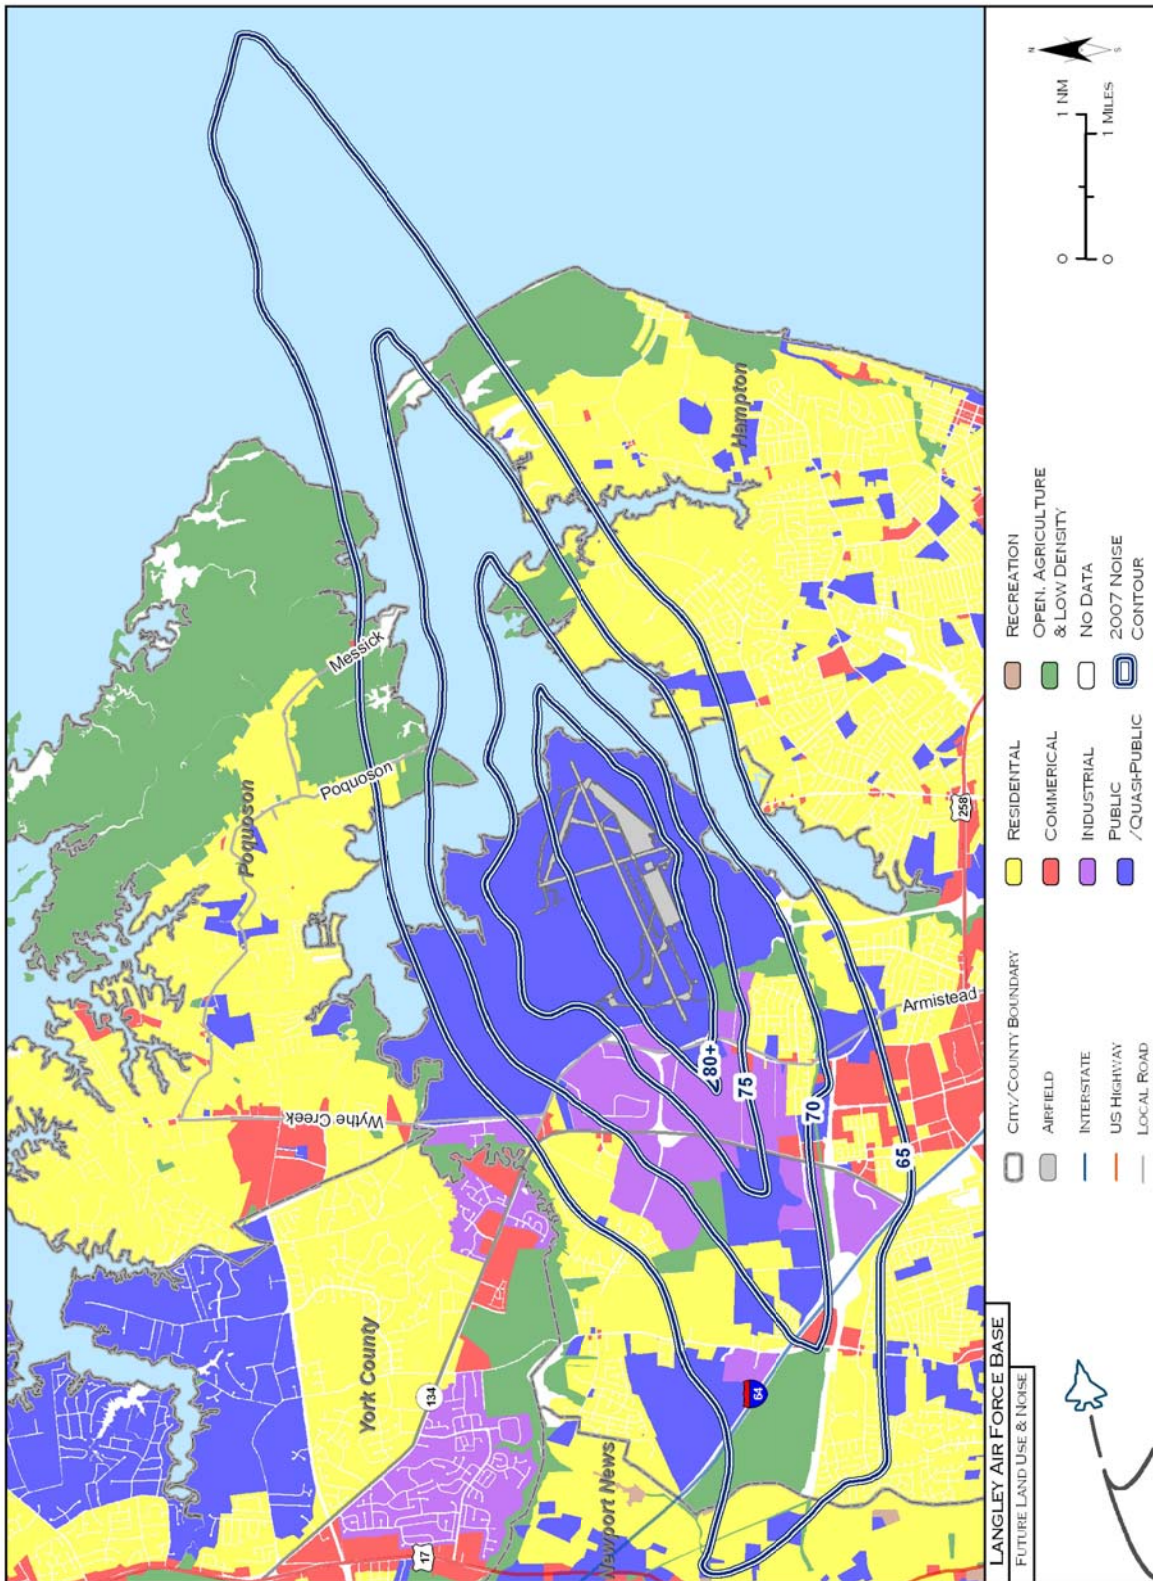 Poquoson
Messick
Poquoson
Wythe Creek
York County
134
17
Newport News
64
Hampton
258
Armistead
80+
75
70
65
LANGLEY AIR FORCE BASE
FUTURE LAND USE & NOISE
CITY/COUNTY BOUNDARY
AIRFIELD
INTERSTATE
US HIGHWAY
LOCAL ROAD
RESIDENTAL
COMMERICAL
INDUSTRIAL
PUBLIC
/QUASI-PUBLIC
RECREATION
OPEN, AGRICULTURE
& LOW DENSITY
NO DATA
2007 NOISE
CONTOUR
0 1 NM
0 1 MILES
N
S